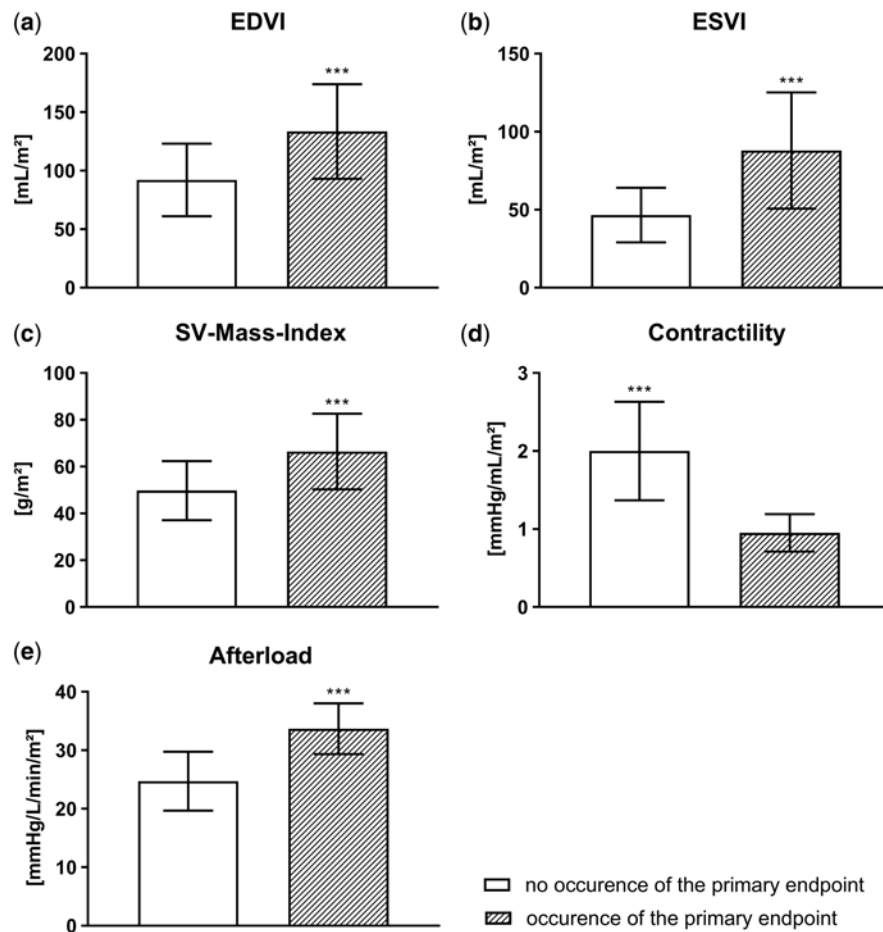 (a)
EDVI
200
150
100
50
0
[mL/m²]
***
(b)
ESVI
150
100
50
0
[mL/m²]
***
(c)
SV-Mass-Index
100
80
60
40
20
0
[g/m²]
***
(d)
Contractility
3
2
1
0
[mmHg/mL/m²]
***
(e)
Afterload
40
30
20
10
0
[mmHg/L/min/m²]
***
no occurence of the primary endpoint
occurence of the primary endpoint